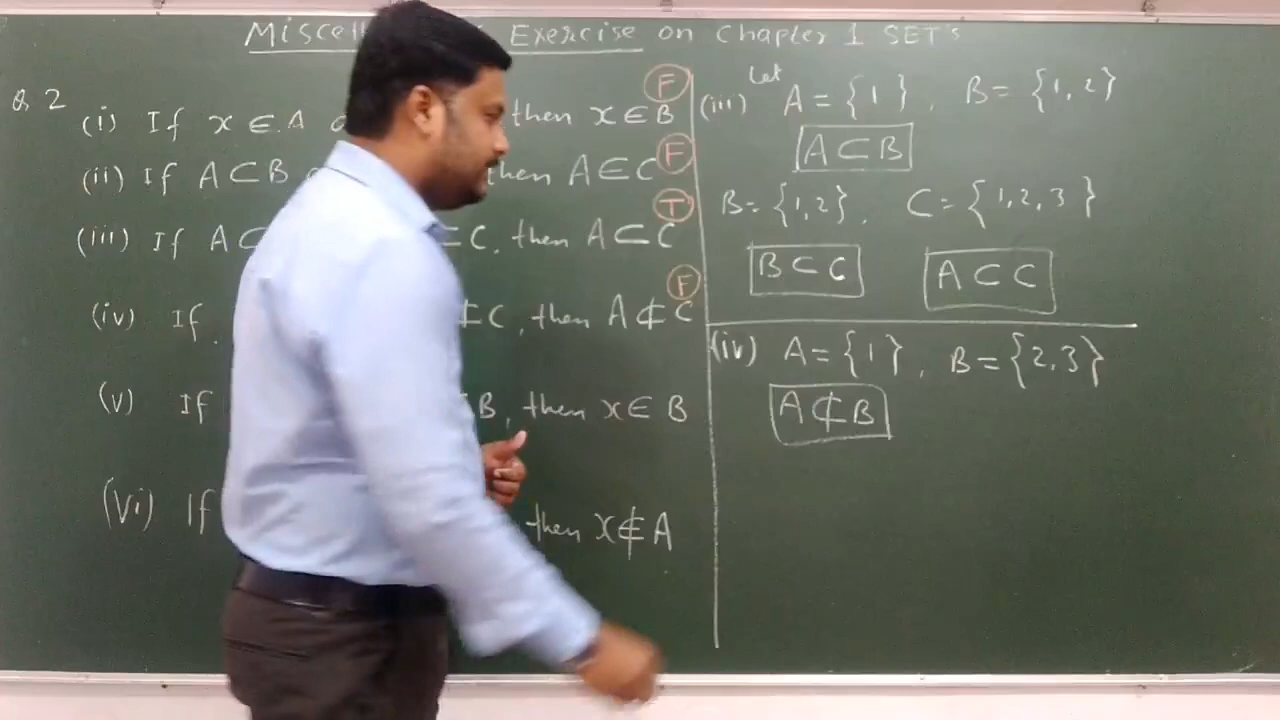 Miscell Exercise on Chapter 1 SET's
Q 2
(i) If x ∈ A then x ∈ B F
(ii) If A ⊂ B then A ∈ C F
(iii) If A ⊂ C, then A ⊂ C T
(iv) If ⊄ C, then A ⊄ C F
(v) If B, then x ∈ B
(vi) If then x ∉ A
(iii) Let A = {1}, B = {1,2}
A ⊂ B
B = {1,2}, C = {1,2,3}
B ⊂ C A ⊂ C
(iv) A = {1}, B = {2,3}
A ⊄ B